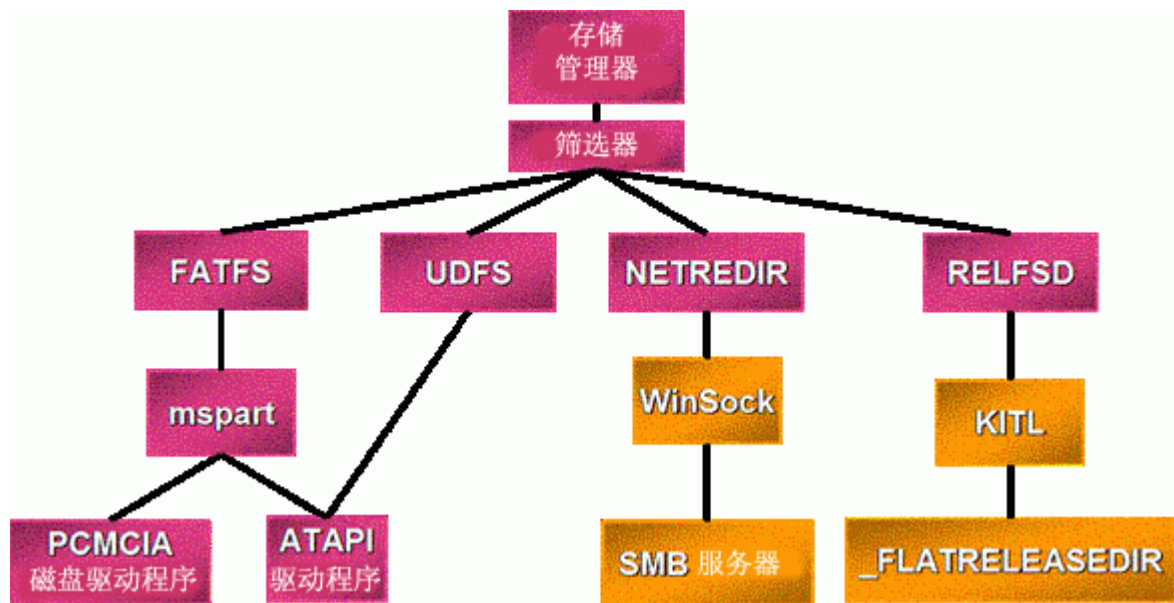 存储
管理器
筛选器
FATFS
UDFS
NETREDIR
RELFSD
mspart
WinSock
KITL
PCMCIA
磁盘驱动程序
ATAPI
驱动程序
SMB 服务器
_FLATRELEASEDIR